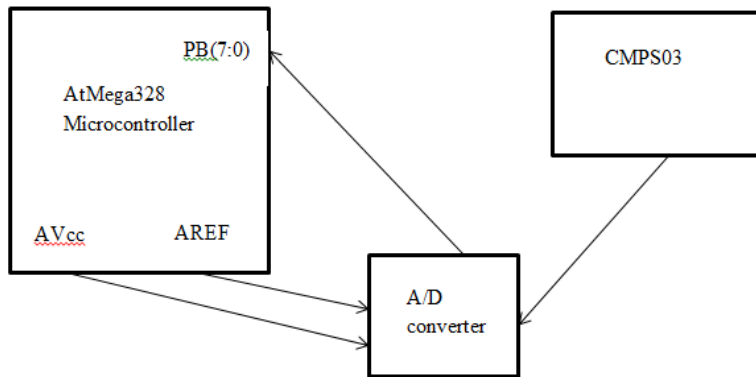 PB(7:0)
CMPS03
AtMega328
Microcontroller
AVcc
AREF
A/D
converter